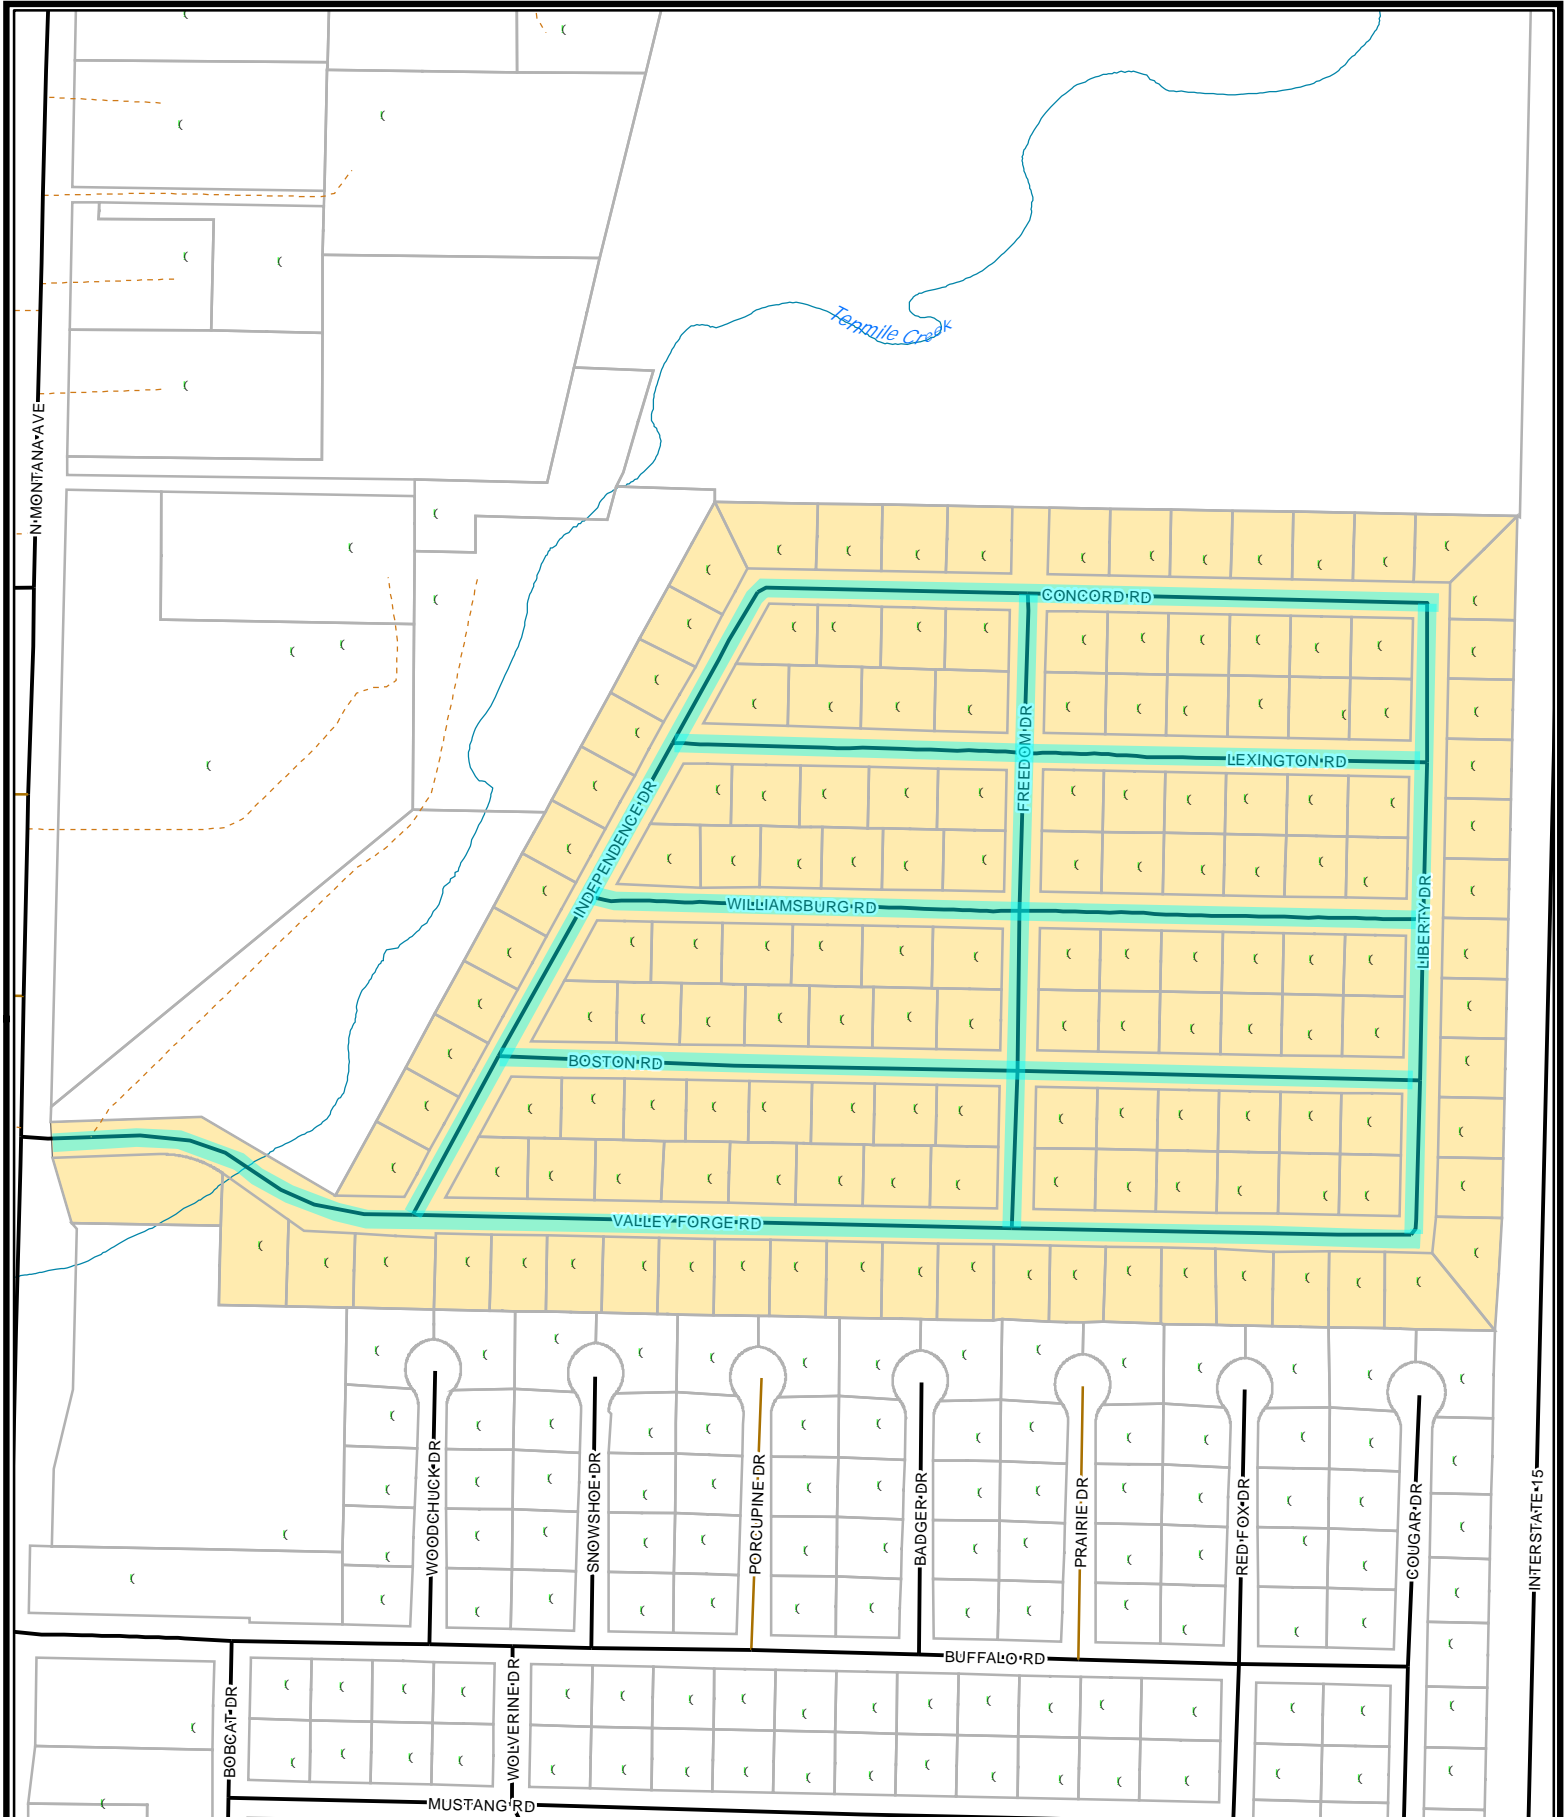 Tenmile Creek
N MONTANA AVE
CONCORD RD
FREEDOM DR
LEXINGTON RD
INDEPENDENCE DR
WILLIAMSBURG RD
LIBERTY DR
BOSTON RD
VALLEY FORGE RD
WOODCHUCK DR
SNOWSHOE DR
PORCUPINE DR
BADGER DR
PRAIRIE DR
RED FOX DR
COUGAR DR
INTERSTATE 15
BUFFALO RD
BOBCAT DR
WOLVERINE DR
MUSTANG RD